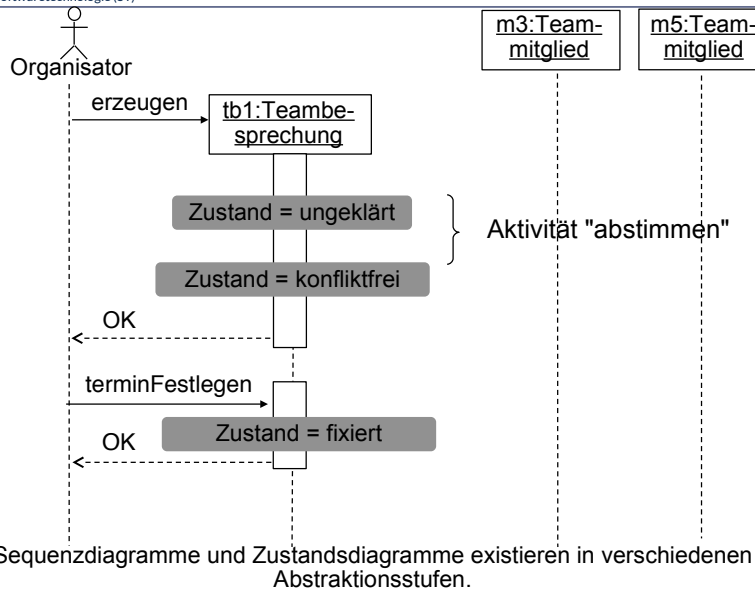 m3:Team-
mitglied
m5:Team-
mitglied
Organisator
erzeugen
tb1:Teambe-
sprechung
Zustand = ungeklärt
Aktivität "abstimmen"
Zustand = konfliktfrei
OK
terminFestlegen
Zustand = fixiert
OK
Sequenzdiagramme und Zustandsdiagramme existieren in verschiedenen
Abstraktionsstufen.